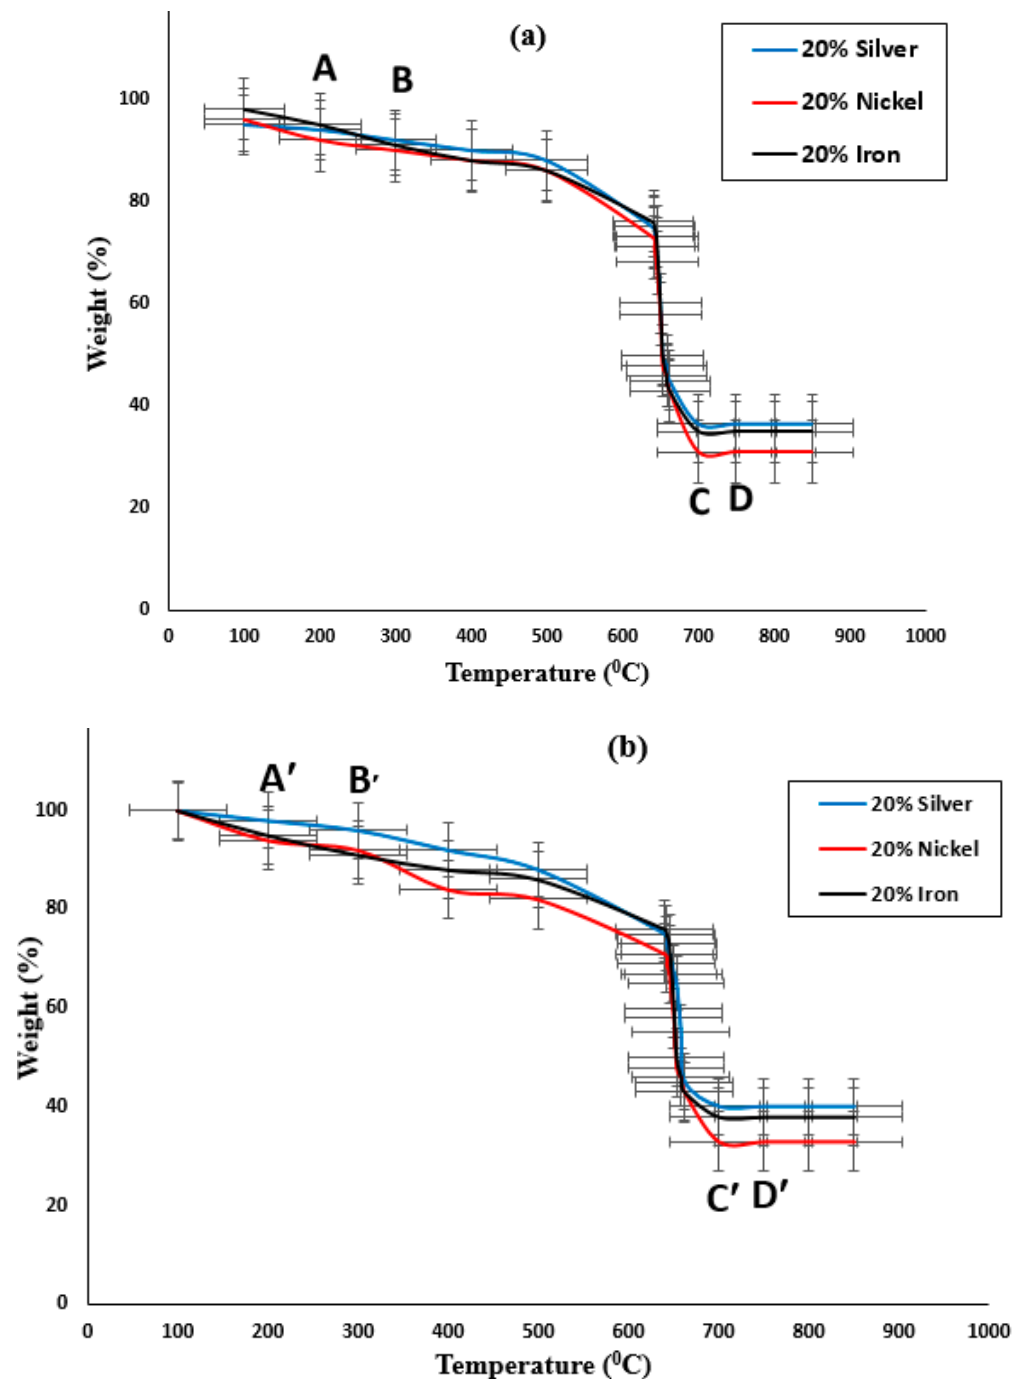 (a)
20% Silver
20% Nickel
20% Iron
A
B
100
80
60
40
20
0
Weight (%)
C
D
0 100 200 300 400 500 600 700 800 900 1000
Temperature (⁰C)
(b)
20% Silver
20% Nickel
20% Iron
A′
B′
100
80
60
40
20
0
Weight (%)
C′ D′
0 100 200 300 400 500 600 700 800 900 1000
Temperature (⁰C)